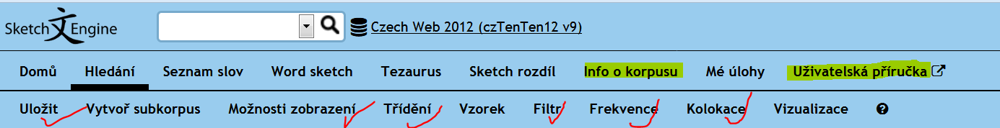 Sketch 文 Engine Czech Web 2012 (czTenTen12 v9)
Domů Hledání Seznam slov Word sketch Tezaurus Sketch rozdíl Info o korpusu Mé úlohy Uživatelská příručka
Uložit Vytvoř subkorpus Možnosti zobrazení Třídění Vzorek Filtr Frekvence Kolokace Vizualizace ?